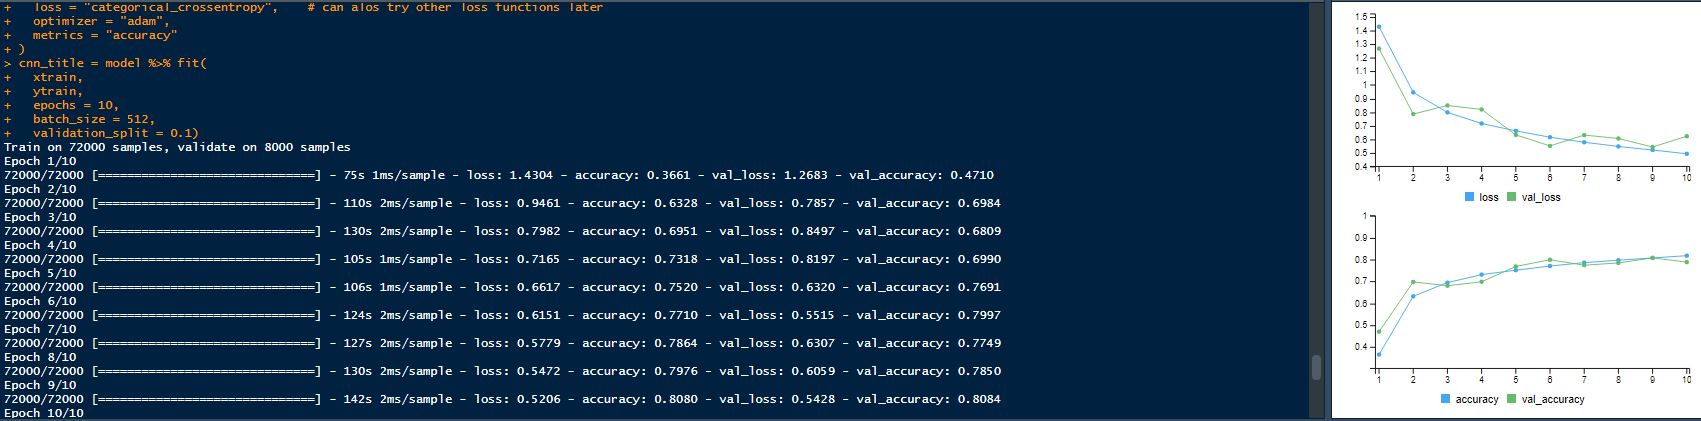 +   loss = "categorical_crossentropy",    # can alos try other loss functions later
+   optimizer = "adam",
+   metrics = "accuracy"
+ )
> cnn_title = model %>% fit(
+   xtrain,
+   ytrain,
+   epochs = 10,
+   batch_size = 512,
+   validation_split = 0.1)
Train on 72000 samples, validate on 8000 samples
Epoch 1/10
72000/72000 [==============================] - 75s 1ms/sample - loss: 1.4304 - accuracy: 0.3661 - val_loss: 1.2683 - val_accuracy: 0.4710
Epoch 2/10
72000/72000 [==============================] - 110s 2ms/sample - loss: 0.9461 - accuracy: 0.6328 - val_loss: 0.7857 - val_accuracy: 0.6984
Epoch 3/10
72000/72000 [==============================] - 130s 2ms/sample - loss: 0.7982 - accuracy: 0.6951 - val_loss: 0.8497 - val_accuracy: 0.6809
Epoch 4/10
72000/72000 [==============================] - 105s 1ms/sample - loss: 0.7165 - accuracy: 0.7318 - val_loss: 0.8197 - val_accuracy: 0.6990
Epoch 5/10
72000/72000 [==============================] - 106s 1ms/sample - loss: 0.6617 - accuracy: 0.7520 - val_loss: 0.6320 - val_accuracy: 0.7691
Epoch 6/10
72000/72000 [==============================] - 124s 2ms/sample - loss: 0.6151 - accuracy: 0.7710 - val_loss: 0.5515 - val_accuracy: 0.7997
Epoch 7/10
72000/72000 [==============================] - 127s 2ms/sample - loss: 0.5779 - accuracy: 0.7864 - val_loss: 0.6307 - val_accuracy: 0.7749
Epoch 8/10
72000/72000 [==============================] - 130s 2ms/sample - loss: 0.5472 - accuracy: 0.7976 - val_loss: 0.6059 - val_accuracy: 0.7850
Epoch 9/10
72000/72000 [==============================] - 142s 2ms/sample - loss: 0.5206 - accuracy: 0.8080 - val_loss: 0.5428 - val_accuracy: 0.8084
Epoch 10/10
1.5
1.4
1.3
1.2
1.1
1
0.9
0.8
0.7
0.6
0.5
0.4
1 2 3 4 5 6 7 8 9 10
loss val_loss
1
0.9
0.8
0.7
0.6
0.5
0.4
1 2 3 4 5 6 7 8 9 10
accuracy val_accuracy